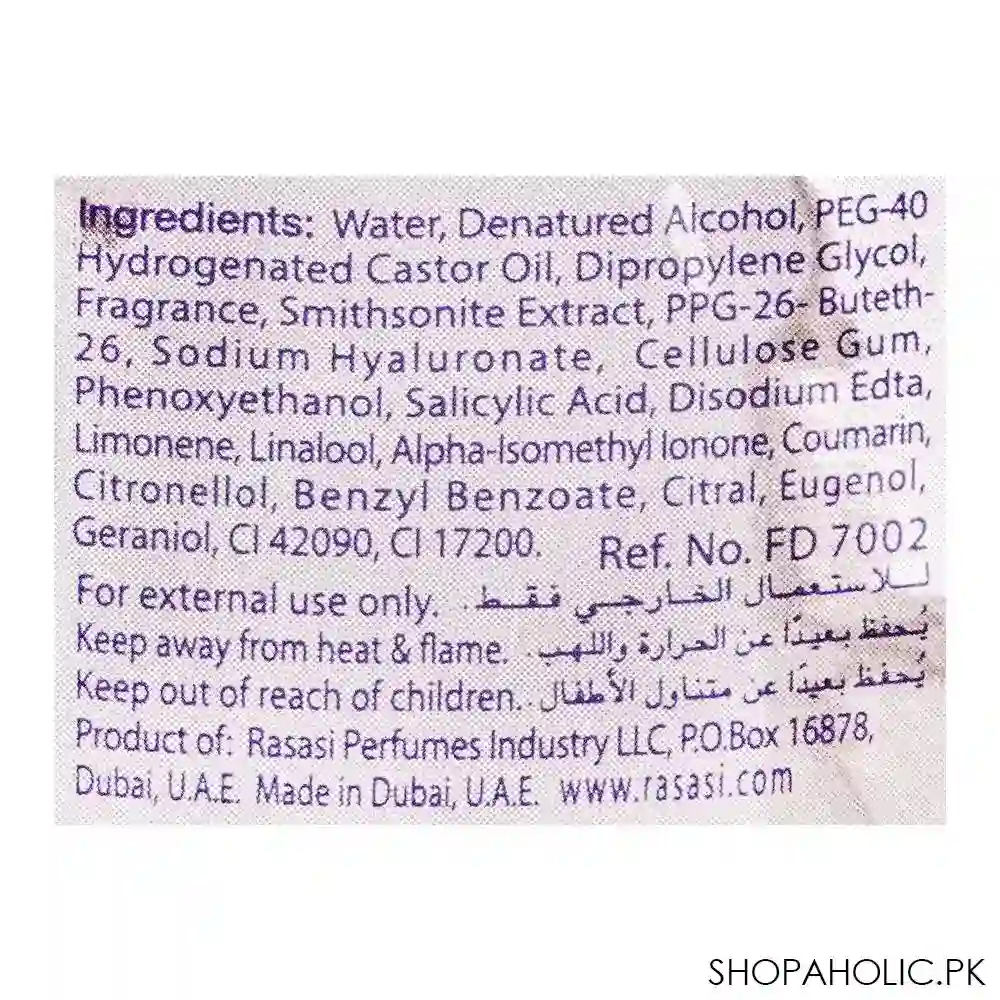 Ingredients: Water, Denatured Alcohol, PEG-40
Hydrogenated Castor Oil, Dipropylene Glycol,
Fragrance, Smithsonite Extract, PPG-26- Buteth-
26, Sodium Hyaluronate, Cellulose Gum,
Phenoxyethanol, Salicylic Acid, Disodium Edta,
Limonene, Linalool, Alpha-Isomethyl Ionone, Coumarin,
Citronellol, Benzyl Benzoate, Citral, Eugenol,
Geraniol, CI 42090, CI 17200. Ref. No. FD 7002
For external use only. للاستعمال الخارجي فقط.
Keep away from heat & flame. يُحفظ بعيدًا عن الحرارة واللهب.
Keep out of reach of children. يُحفظ بعيدًا عن متناول الأطفال.
Product of: Rasasi Perfumes Industry LLC, P.O.Box 16878,
Dubai, U.A.E. Made in Dubai, U.A.E. www.rasasi.com
SHOPAHOLIC.PK